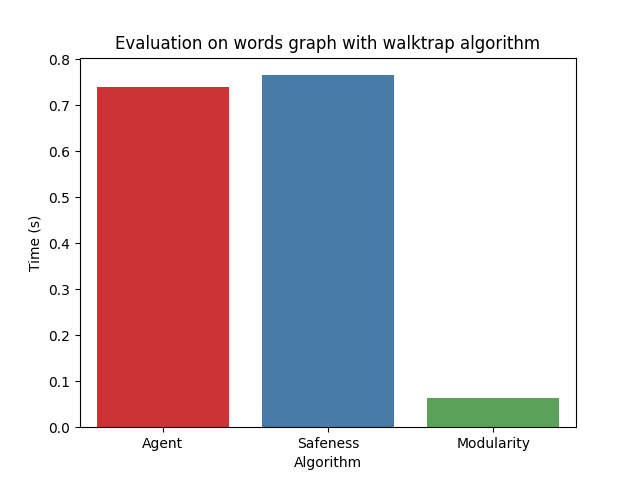 Evaluation on words graph with walktrap algorithm
0.8
0.7
0.6
0.5
0.4
0.3
0.2
0.1
0.0
Time (s)
Agent Safeness Modularity
Algorithm